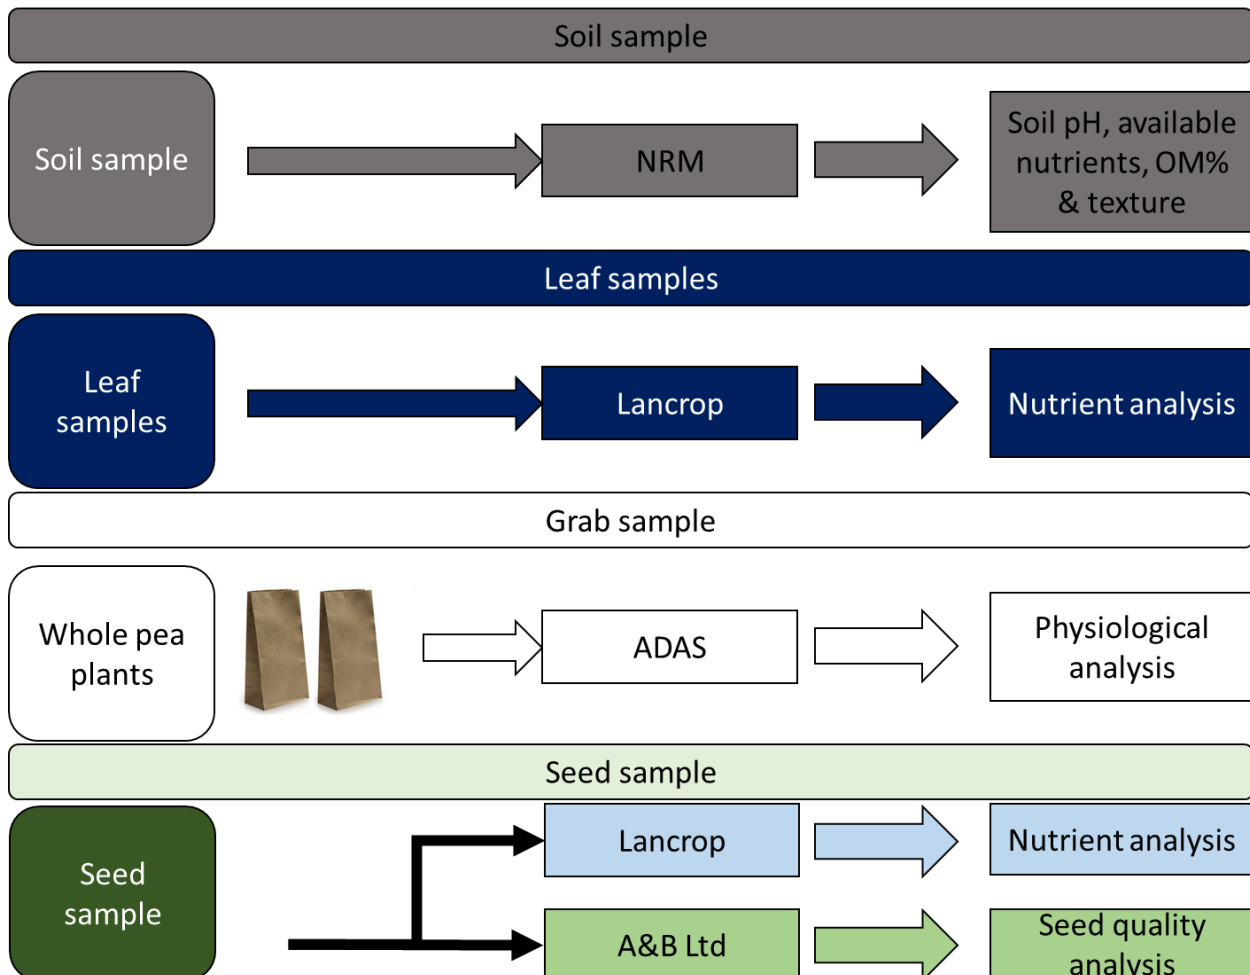 Soil sample
Soil sample
NRM
Soil pH, available
nutrients, OM%
& texture
Leaf samples
Leaf
samples
Lancrop
Nutrient analysis
Grab sample
Whole pea
plants
ADAS
Physiological
analysis
Seed sample
Seed
sample
Lancrop
Nutrient analysis
A&B Ltd
Seed quality
analysis